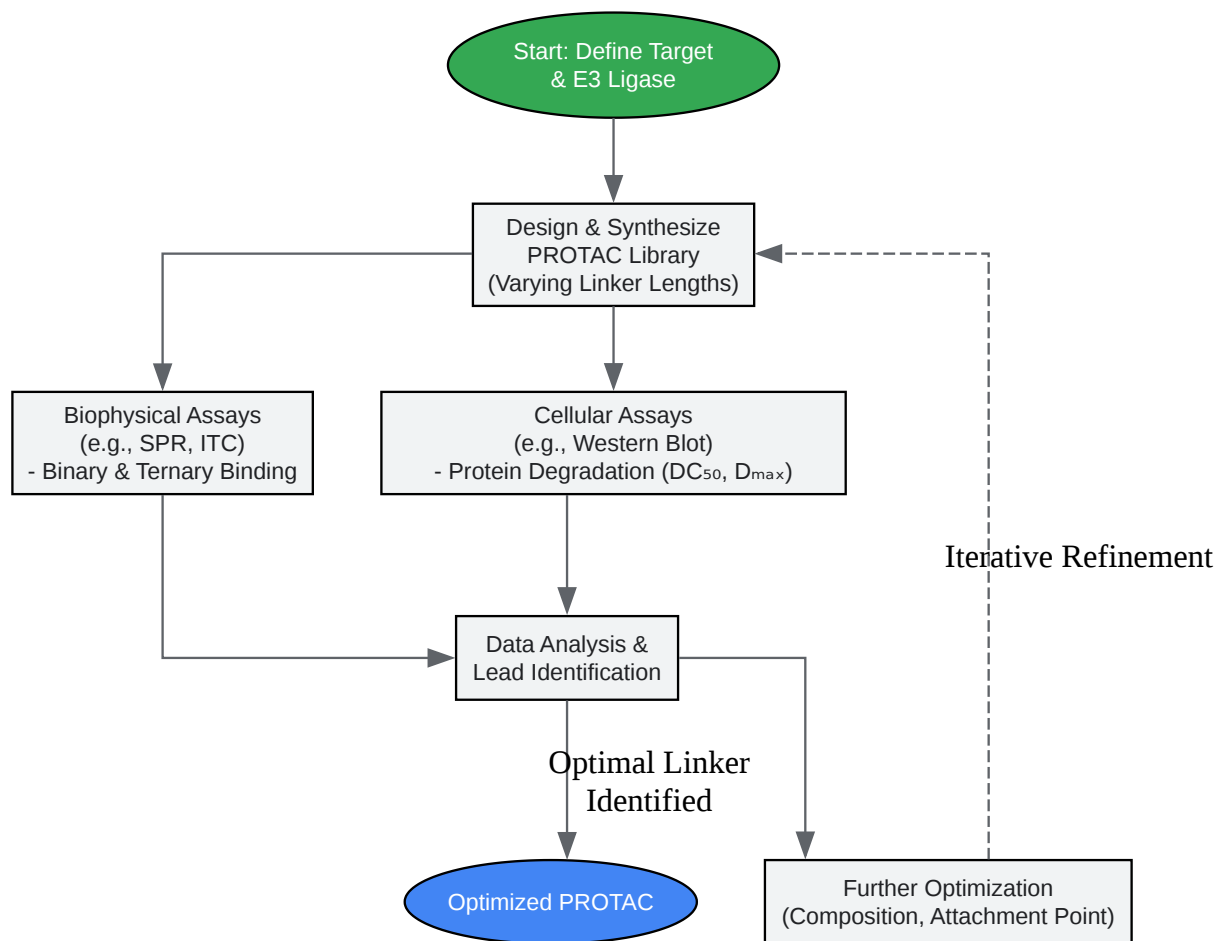 Start: Define Target
& E3 Ligase
Design & Synthesize
PROTAC Library
(Varying Linker Lengths)
Biophysical Assays
(e.g., SPR, ITC)
- Binary & Ternary Binding
Cellular Assays
(e.g., Western Blot)
- Protein Degradation (DC₅₀, Dₘₐₓ)
Iterative Refinement
Data Analysis &
Lead Identification
Optimal Linker
Identified
Optimized PROTAC
Further Optimization
(Composition, Attachment Point)